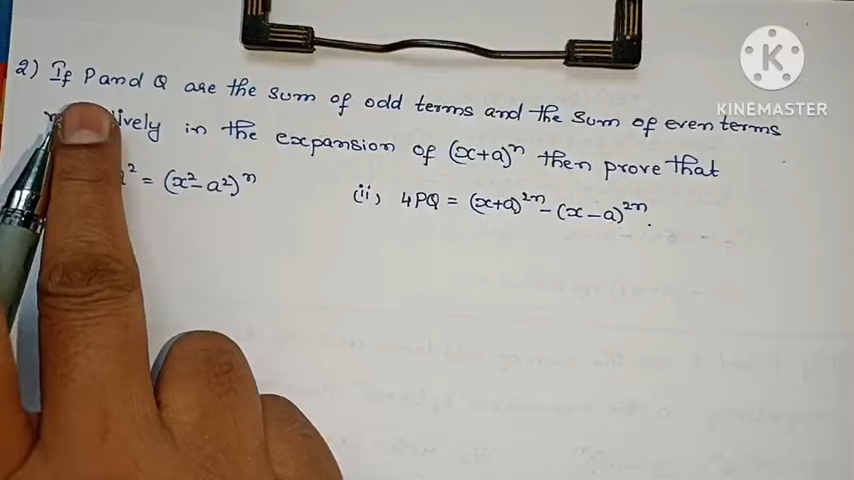 2) If P and Q are the sum of odd terms and the sum of even terms
in the expansion of (x+a)ⁿ then prove that
² = (x² - a²)ⁿ (ii) 4PQ = (x+a)²ⁿ - (x-a)²ⁿ.
K
KINEMASTER